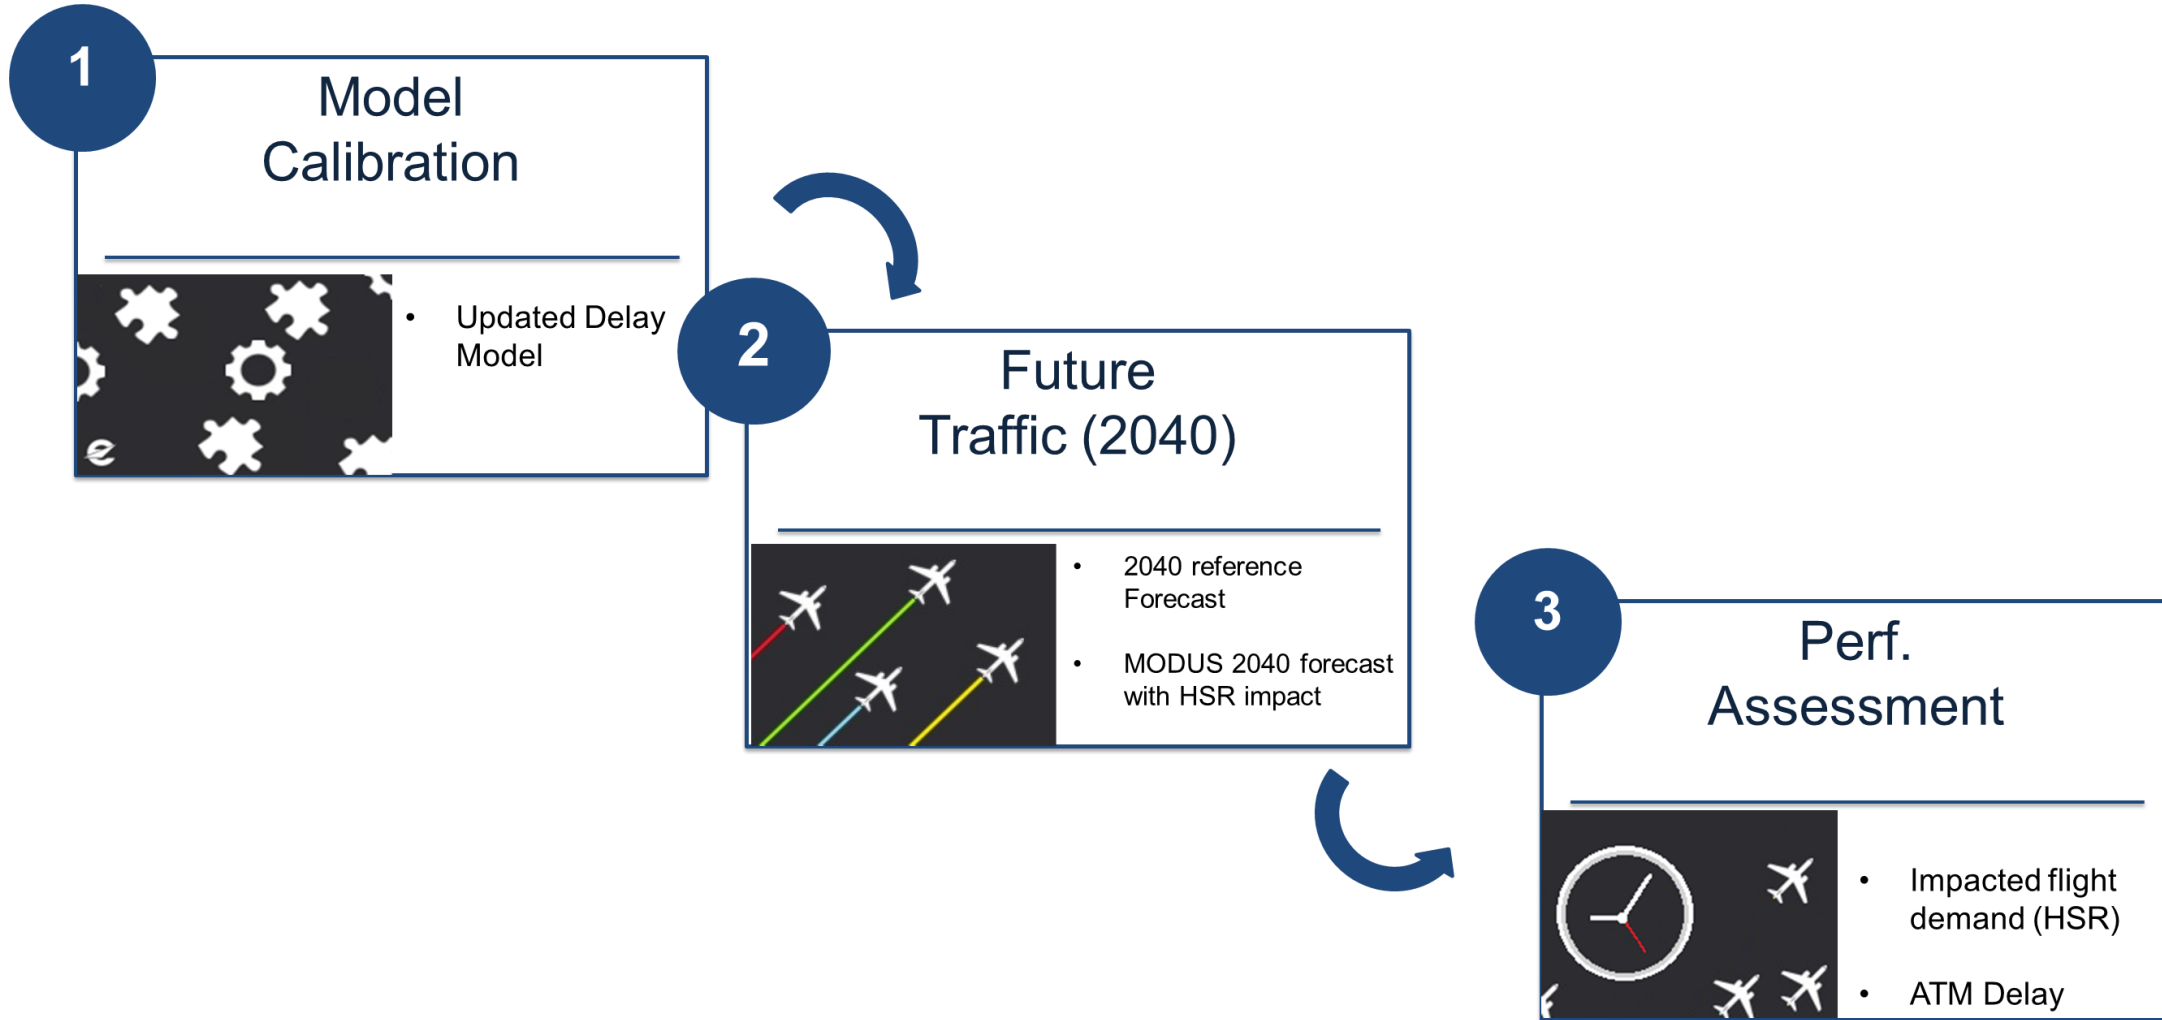 1
Model
Calibration
• Updated Delay
Model
2
Future
Traffic (2040)
• 2040 reference
Forecast
• MODUS 2040 forecast
with HSR impact
3
Perf.
Assessment
• Impacted flight
demand (HSR)
• ATM Delay